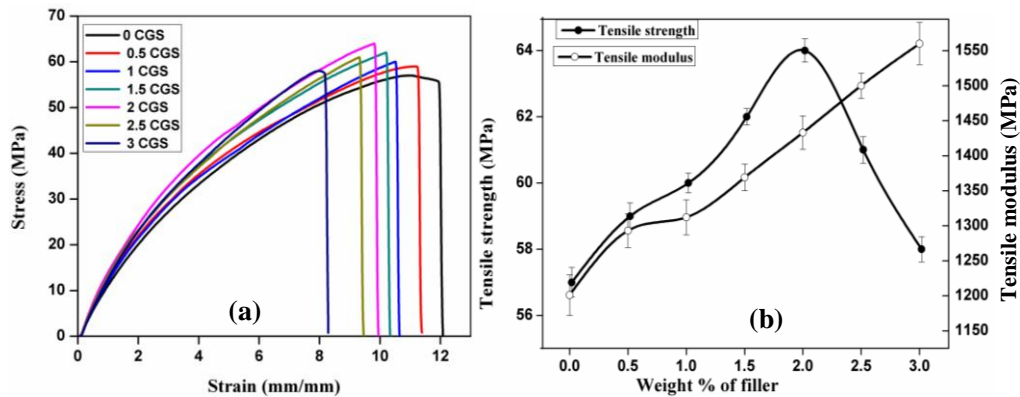 70
60
50
40
30
20
10
0
Stress (MPa)
0 CGS
0.5 CGS
1 CGS
1.5 CGS
2 CGS
2.5 CGS
3 CGS
(a)
0 2 4 6 8 10 12
Strain (mm/mm)
Tensile strength
Tensile modulus
64
62
60
58
56
Tensile strength (MPa)
1550
1500
1450
1400
1350
1300
1250
1200
1150
Tensile modulus (MPa)
(b)
0.0 0.5 1.0 1.5 2.0 2.5 3.0
Weight % of filler